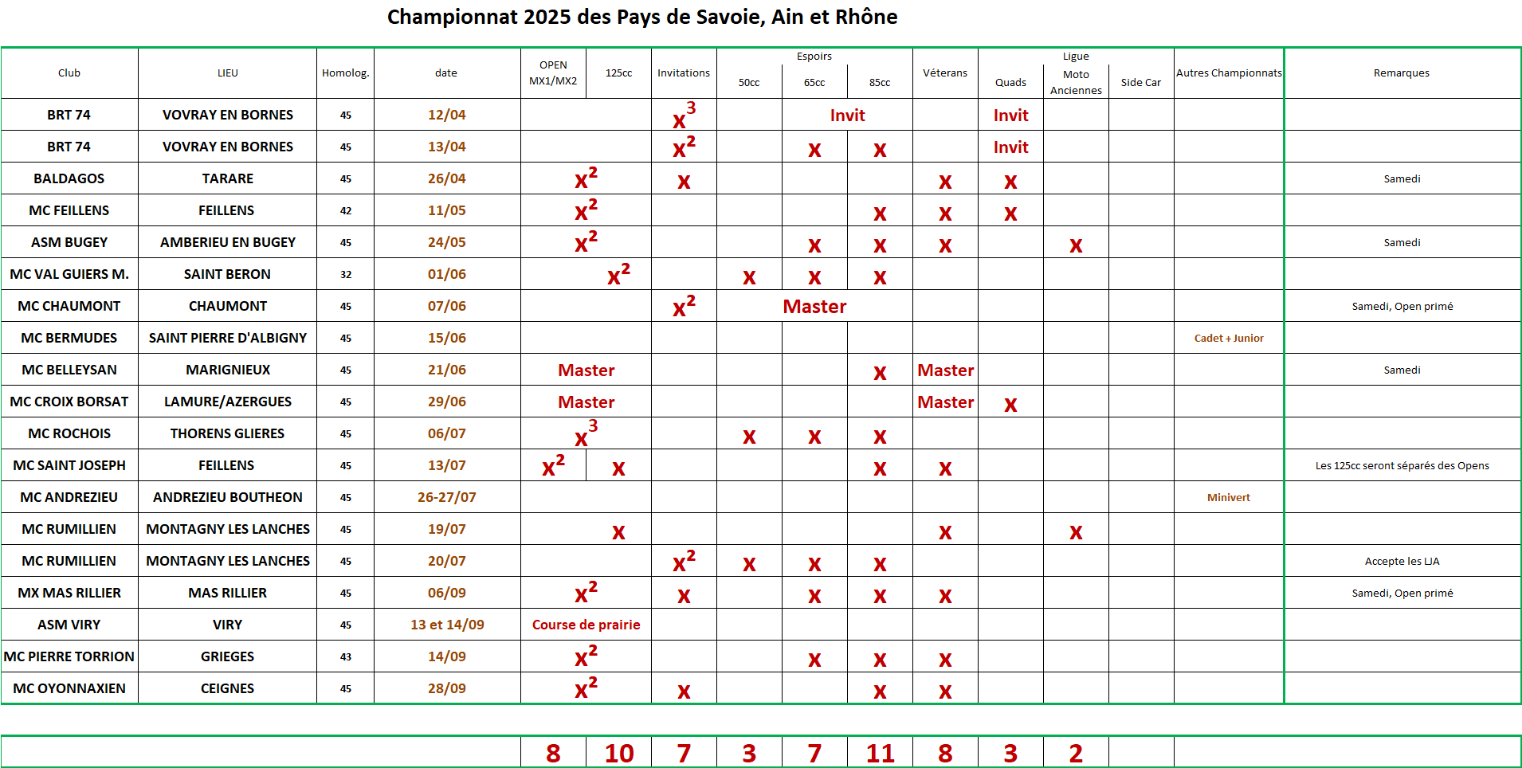 Championnat 2025 des Pays de Savoie, Ain et Rhône
Club LIEU Homolog. date OPEN MX1/MX2 125cc Invitations Espoirs 50cc 65cc 85cc Véterans Ligue Quads Moto Anciennes Side Car Autres Championnats Remarques
BRT 74 VOVRAY EN BORNES 45 12/04 x³ Invit Invit
BRT 74 VOVRAY EN BORNES 45 13/04 x² x x Invit
BALDAGOS TARARE 45 26/04 x² x x x Samedi
MC FEILLENS FEILLENS 42 11/05 x² x x x
ASM BUGEY AMBERIEU EN BUGEY 45 24/05 x² x x x x Samedi
MC VAL GUIERS M. SAINT BERON 32 01/06 x² x x x
MC CHAUMONT CHAUMONT 45 07/06 x² Master Samedi, Open primé
MC BERMUDES SAINT PIERRE D'ALBIGNY 45 15/06 Cadet + Junior
MC BELLEYSAN MARIGNIEUX 45 21/06 Master x Master Samedi
MC CROIX BORSAT LAMURE/AZERGUES 45 29/06 Master Master x
MC ROCHOIS THORENS GLIERES 45 06/07 x³ x x x
MC SAINT JOSEPH FEILLENS 45 13/07 x² x x x Les 125cc seront séparés des Opens
MC ANDREZIEU ANDREZIEU BOUTHEON 45 26-27/07 Minivert
MC RUMILLIEN MONTAGNY LES LANCHES 45 19/07 x x x
MC RUMILLIEN MONTAGNY LES LANCHES 45 20/07 x² x x x Accepte les LJA
MX MAS RILLIER MAS RILLIER 45 06/09 x² x x x x Samedi, Open primé
ASM VIRY VIRY 45 13 et 14/09 Course de prairie
MC PIERRE TORRION GRIEGES 43 14/09 x² x x x
MC OYONNAXIEN CEIGNES 45 28/09 x² x x x
8 10 7 3 7 11 8 3 2